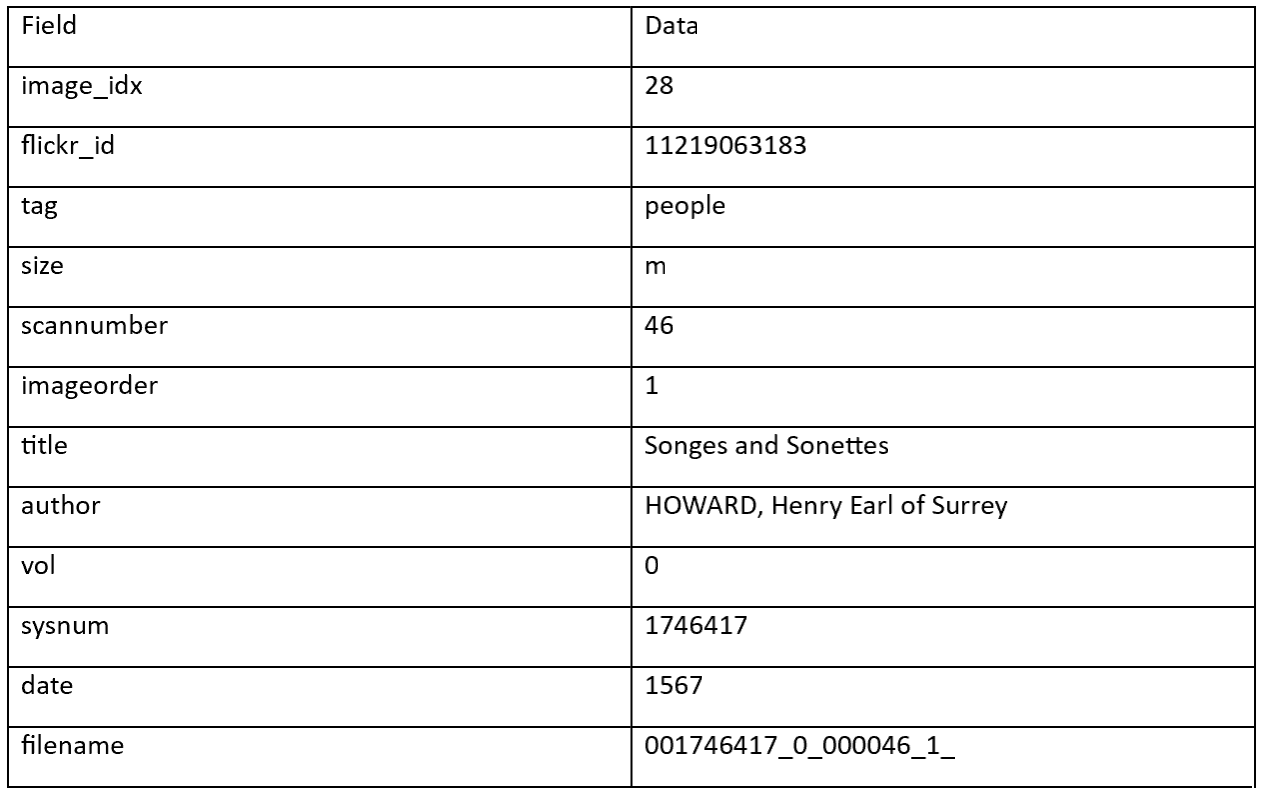 Field Data
image_idx 28
flickr_id 11219063183
tag people
size m
scannumber 46
imageorder 1
title Songes and Sonettes
author HOWARD, Henry Earl of Surrey
vol 0
sysnum 1746417
date 1567
filename 001746417_0_000046_1_